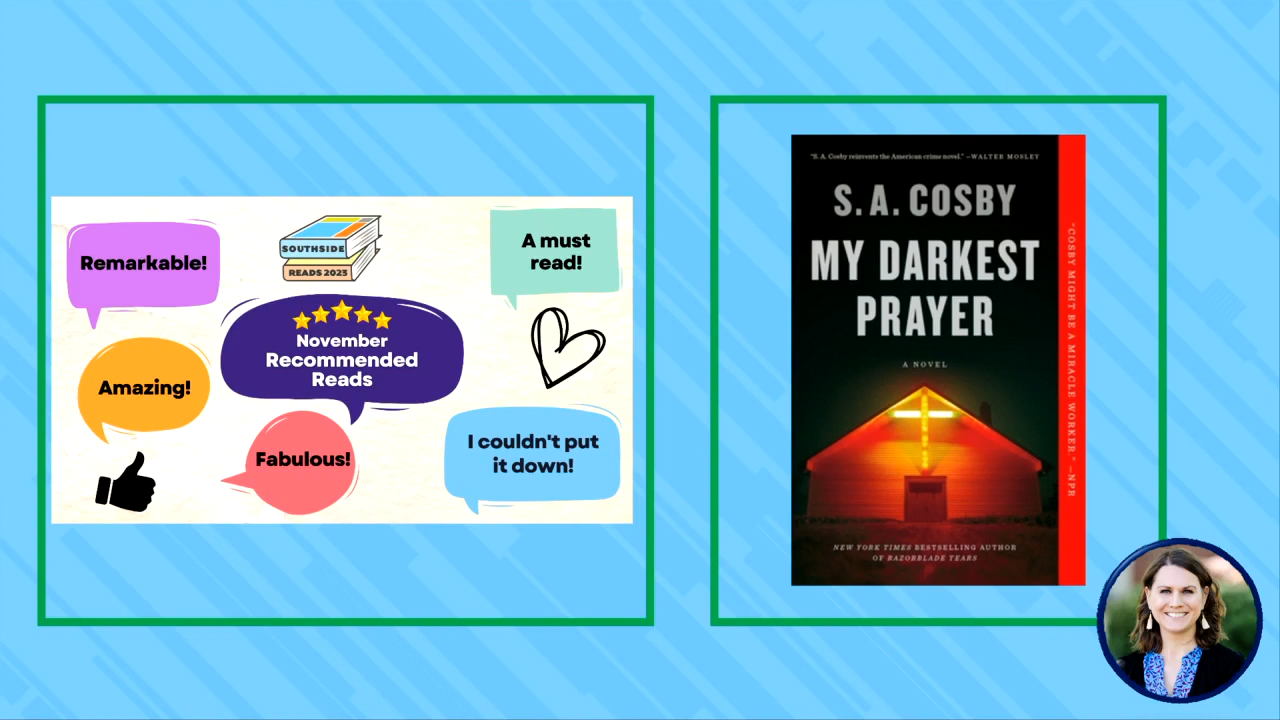 Remarkable!
SOUTHSIDE
READS 2023
A must
read!
November
Recommended
Reads
Amazing!
Fabulous!
I couldn't put
it down!
"S. A. Cosby reinvents the American crime novel." —WALTER MOSLEY
S. A. COSBY
MY DARKEST
PRAYER
A NOVEL
NEW YORK TIMES BESTSELLING AUTHOR
OF RAZORBLADE TEARS
"COSBY MIGHT BE A MIRACLE WORKER." —NPR